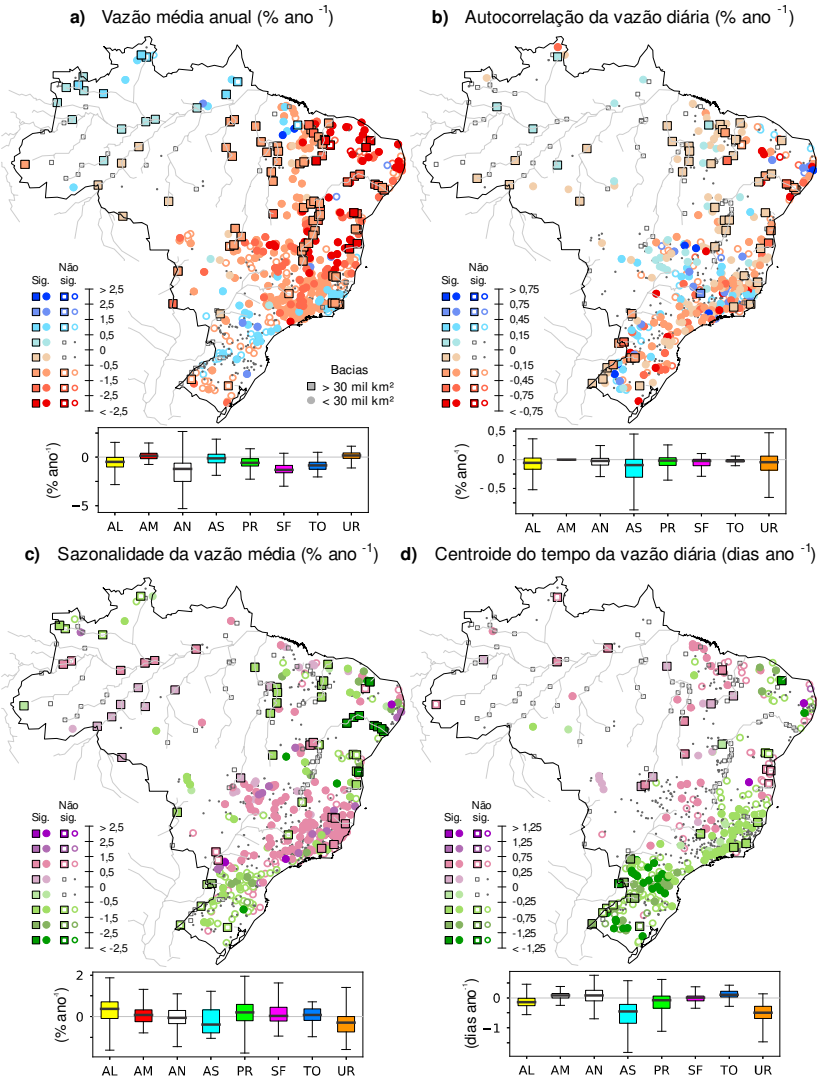 a) Vazão média anual (% ano -1)
Sig. Não sig.
> 2,5
2,5
1,5
0,5
0
-0,5
-1,5
-2,5
< -2,5
Bacias
> 30 mil km²
< 30 mil km²
(% ano-1)
0
−5
AL AM AN AS PR SF TO UR
b) Autocorrelação da vazão diária (% ano -1)
Sig. Não sig.
> 0,75
0,75
0,45
0,15
0
-0,15
-0,45
-0,75
< -0,75
(% ano-1)
0,5
0
- 0,5
AL AM AN AS PR SF TO UR
c) Sazonalidade da vazão média (% ano -1)
Sig. Não sig.
> 2,5
2,5
1,5
0,5
0
-0,5
-1,5
-2,5
< -2,5
(% ano-1)
2
0
AL AM AN AS PR SF TO UR
d) Centroide do tempo da vazão diária (dias ano -1)
Sig. Não sig.
> 1,25
1,25
0,75
0,25
0
-0,25
-0,75
-1,25
< -1,25
(dias ano-1)
0
−1
AL AM AN AS PR SF TO UR